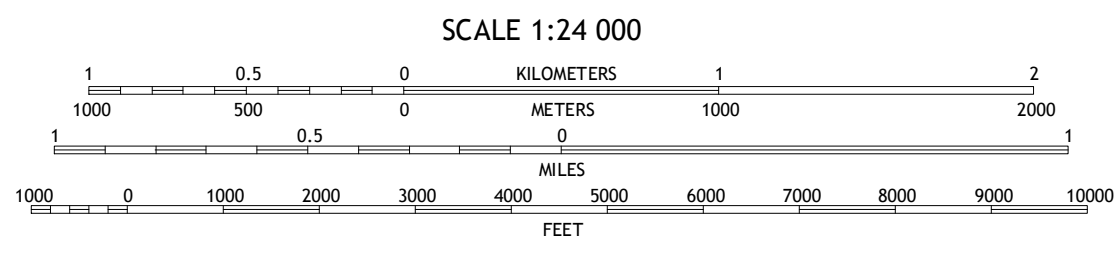 SCALE 1:24 000
1 0.5 0 KILOMETERS 1 2
1000 500 0 METERS 1000 2000
1 0.5 0 1
MILES
1000 0 1000 2000 3000 4000 5000 6000 7000 8000 9000 10000
FEET